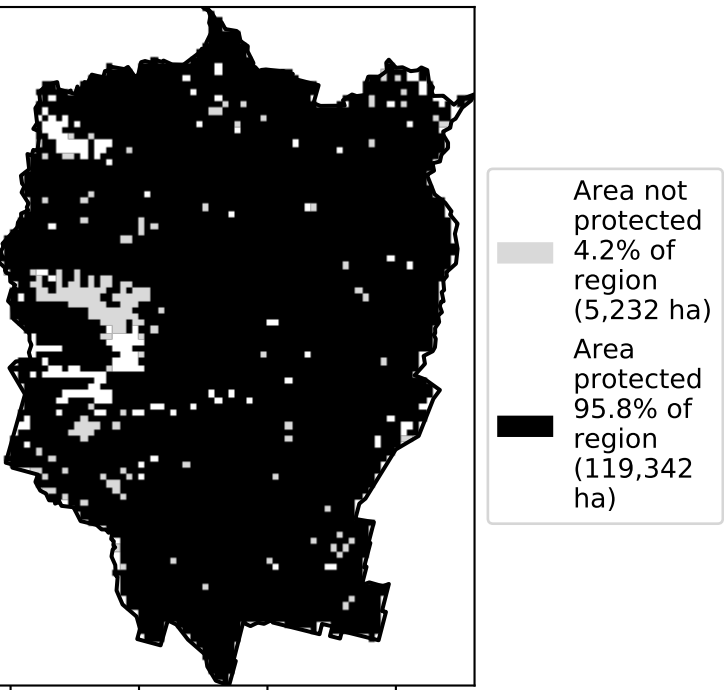 Area not
protected
4.2% of
region
(5,232 ha)
Area
protected
95.8% of
region
(119,342
ha)